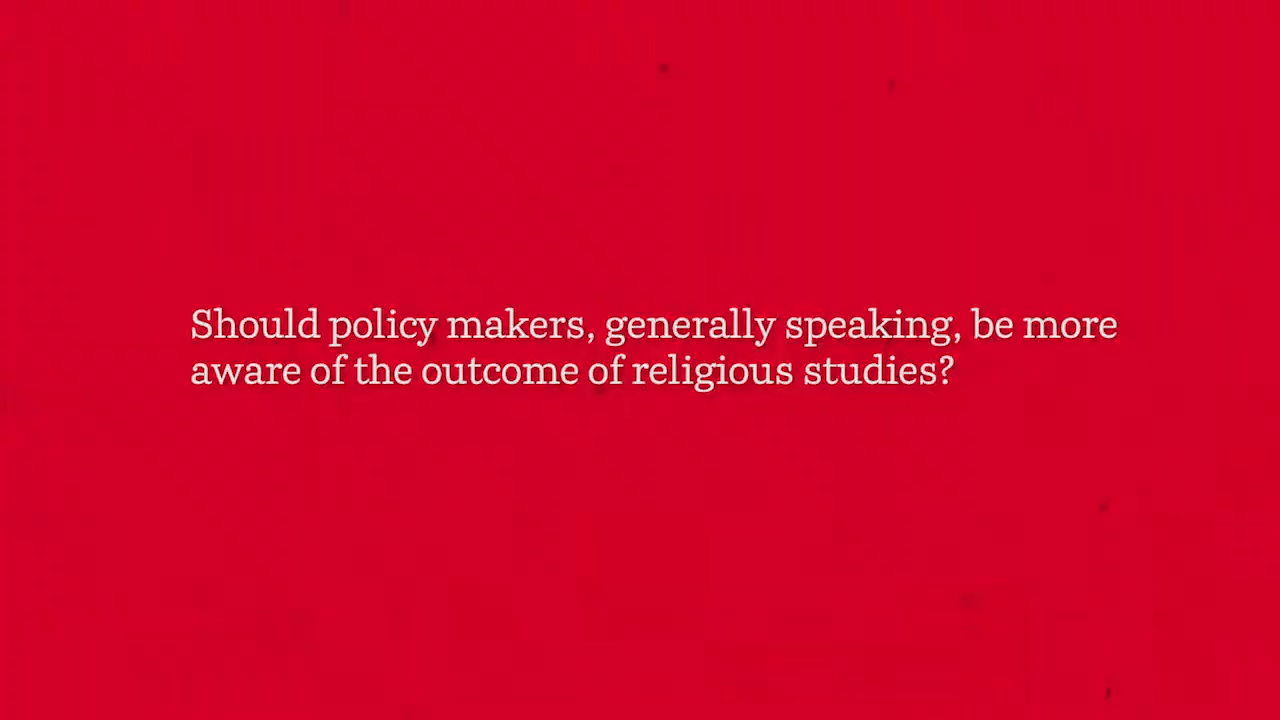 Should policy makers, generally speaking, be more
aware of the outcome of religious studies?